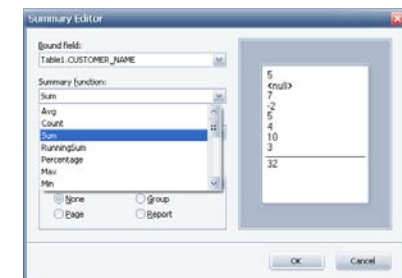 Summary Editor
Bound field:
Table1.CUSTOMER_NAME
Summary function:
Sum
Avg
Count
Sum
RunningSum
Percentage
Max
Min
None
Group
Page
Report
5
<null>
7
-2
5
4
10
3
32
OK
Cancel